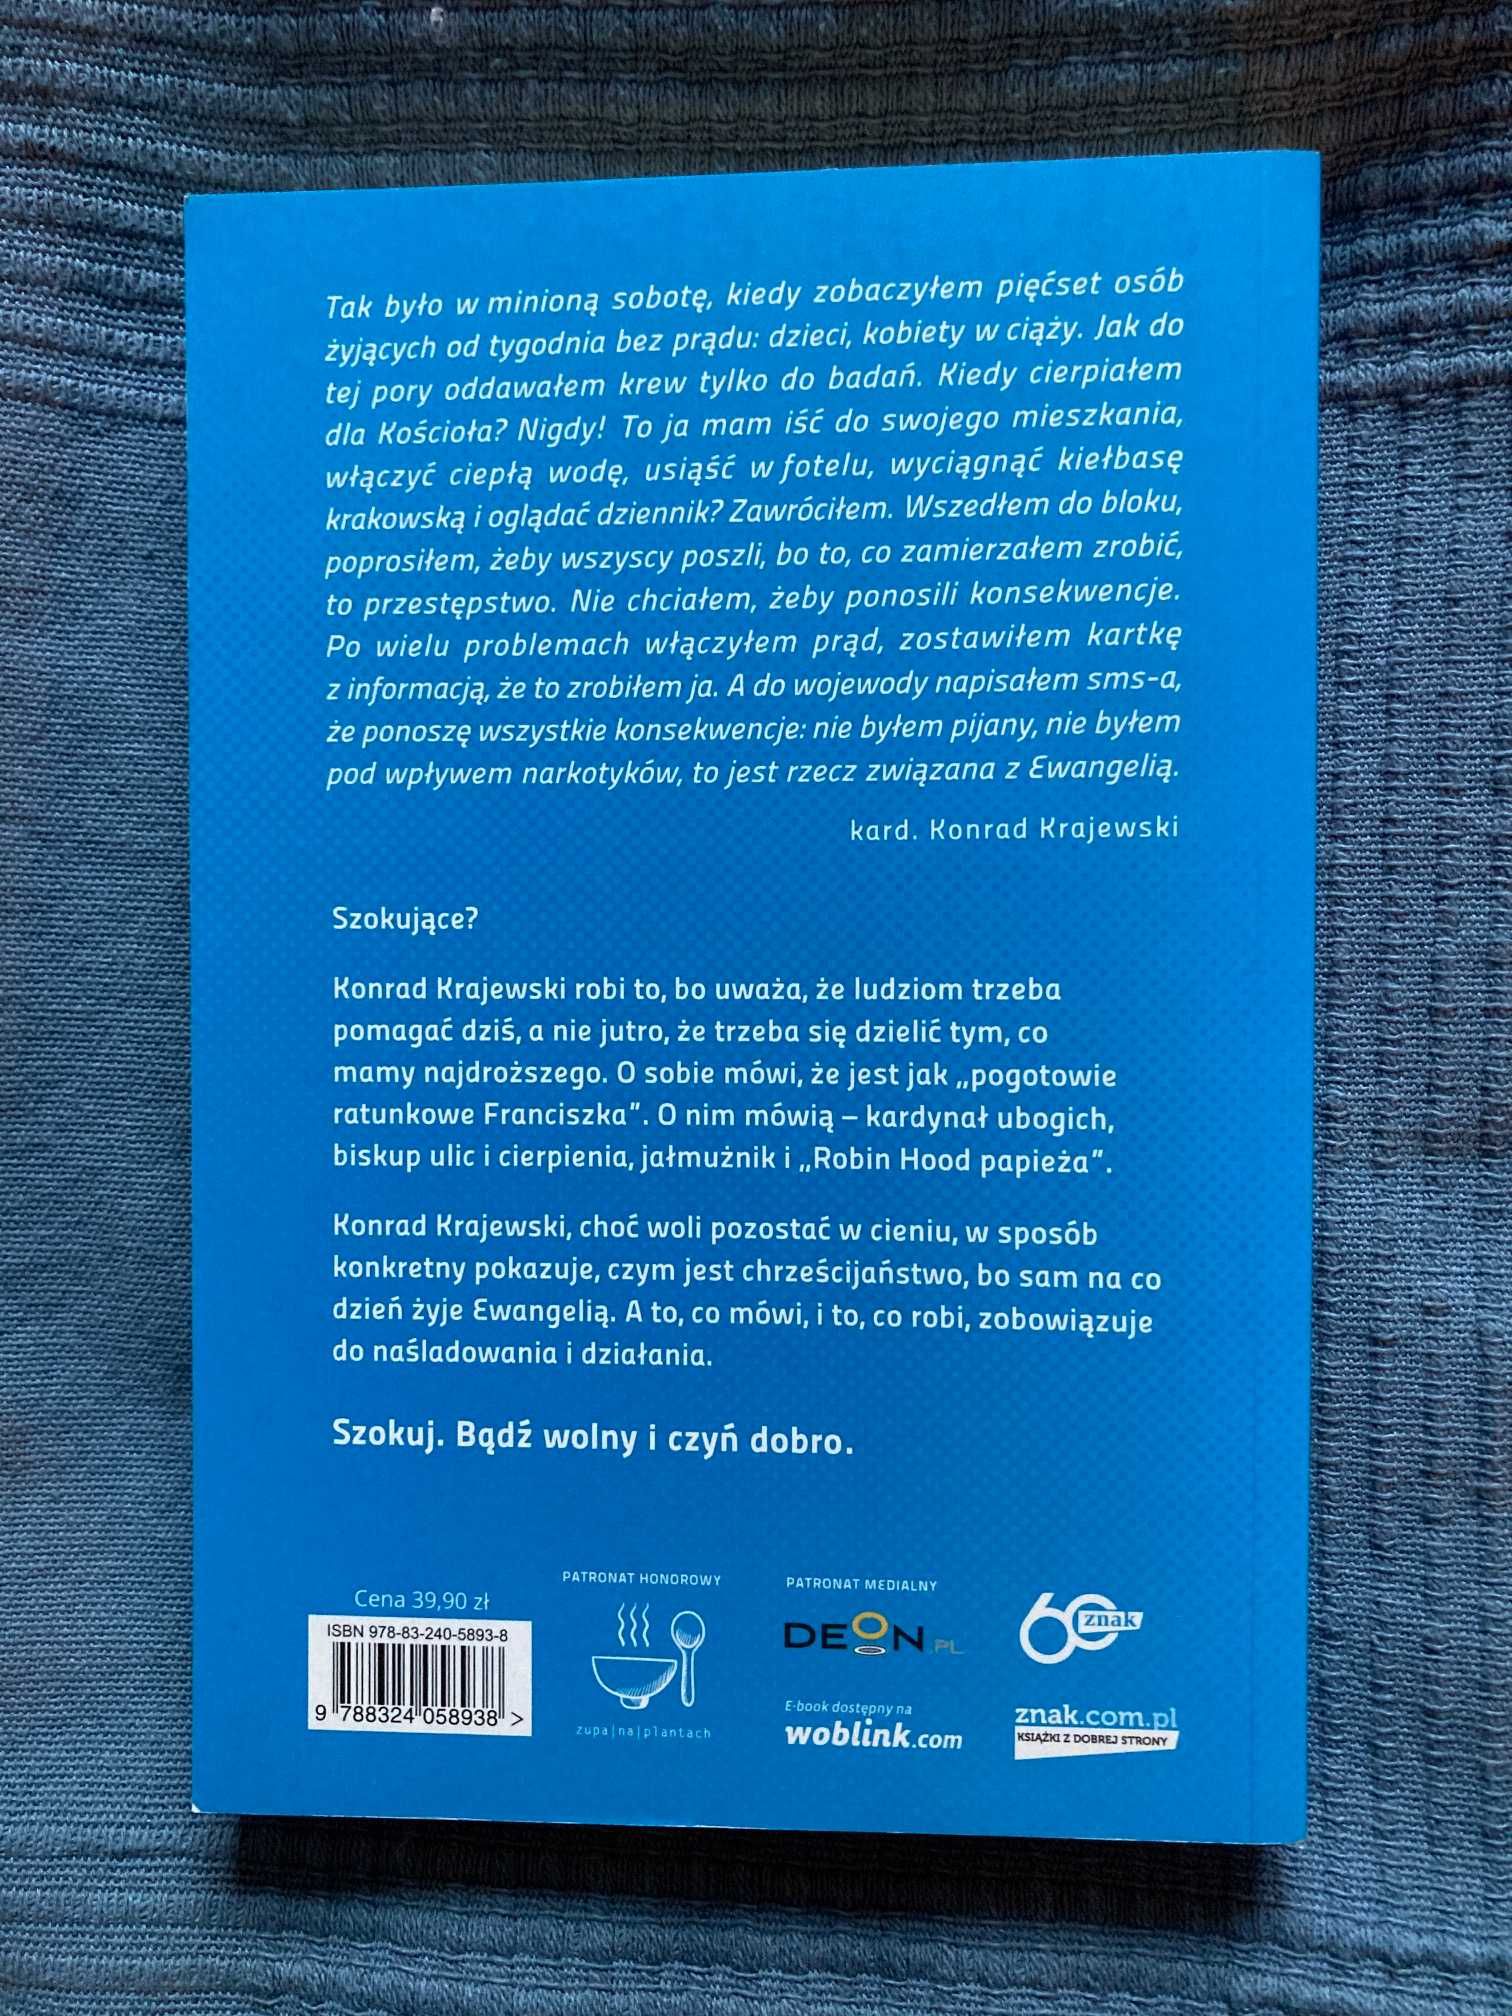 Tak było w minioną sobotę, kiedy zobaczyłem pięćset osób
żyjących od tygodnia bez prądu: dzieci, kobiety w ciąży. Jak do
tej pory oddawałem krew tylko do badań. Kiedy cierpiałem
dla Kościoła? Nigdy! To ja mam iść do swojego mieszkania,
włączyć ciepłą wodę, usiąść w fotelu, wyciągnąć kiełbasę
krakowską i oglądać dziennik? Zawróciłem. Wszedłem do bloku,
poprosiłem, żeby wszyscy poszli, bo to, co zamierzałem zrobić,
to przestępstwo. Nie chciałem, żeby ponosili konsekwencje.
Po wielu problemach włączyłem prąd, zostawiłem kartkę
z informacją, że to zrobiłem ja. A do wojewody napisałem sms-a,
że ponoszę wszystkie konsekwencje: nie byłem pijany, nie byłem
pod wpływem narkotyków, to jest rzecz związana z Ewangelią.
kard. Konrad Krajewski
Szokujące?
Konrad Krajewski robi to, bo uważa, że ludziom trzeba
pomagać dziś, a nie jutro, że trzeba się dzielić tym, co
mamy najdroższego. O sobie mówi, że jest jak „pogotowie
ratunkowe Franciszka”. O nim mówią – kardynał ubogich,
biskup ulic i cierpienia, jałmużnik i „Robin Hood papieża”.
Konrad Krajewski, choć woli pozostać w cieniu, w sposób
konkretny pokazuje, czym jest chrześcijaństwo, bo sam na co
dzień żyje Ewangelią. A to, co mówi, i to, co robi, zobowiązuje
do naśladowania i działania.
Szokuj. Bądź wolny i czyń dobro.
Cena 39,90 zł
ISBN 978-83-240-5893-8
9 788324 058938 >
PATRONAT HONOROWY
zupa|na|plantach
PATRONAT MEDIALNY
DEON.PL
E-book dostępny na
woblink.com
60 znak
znak.com.pl
KSIĄŻKI Z DOBREJ STRONY